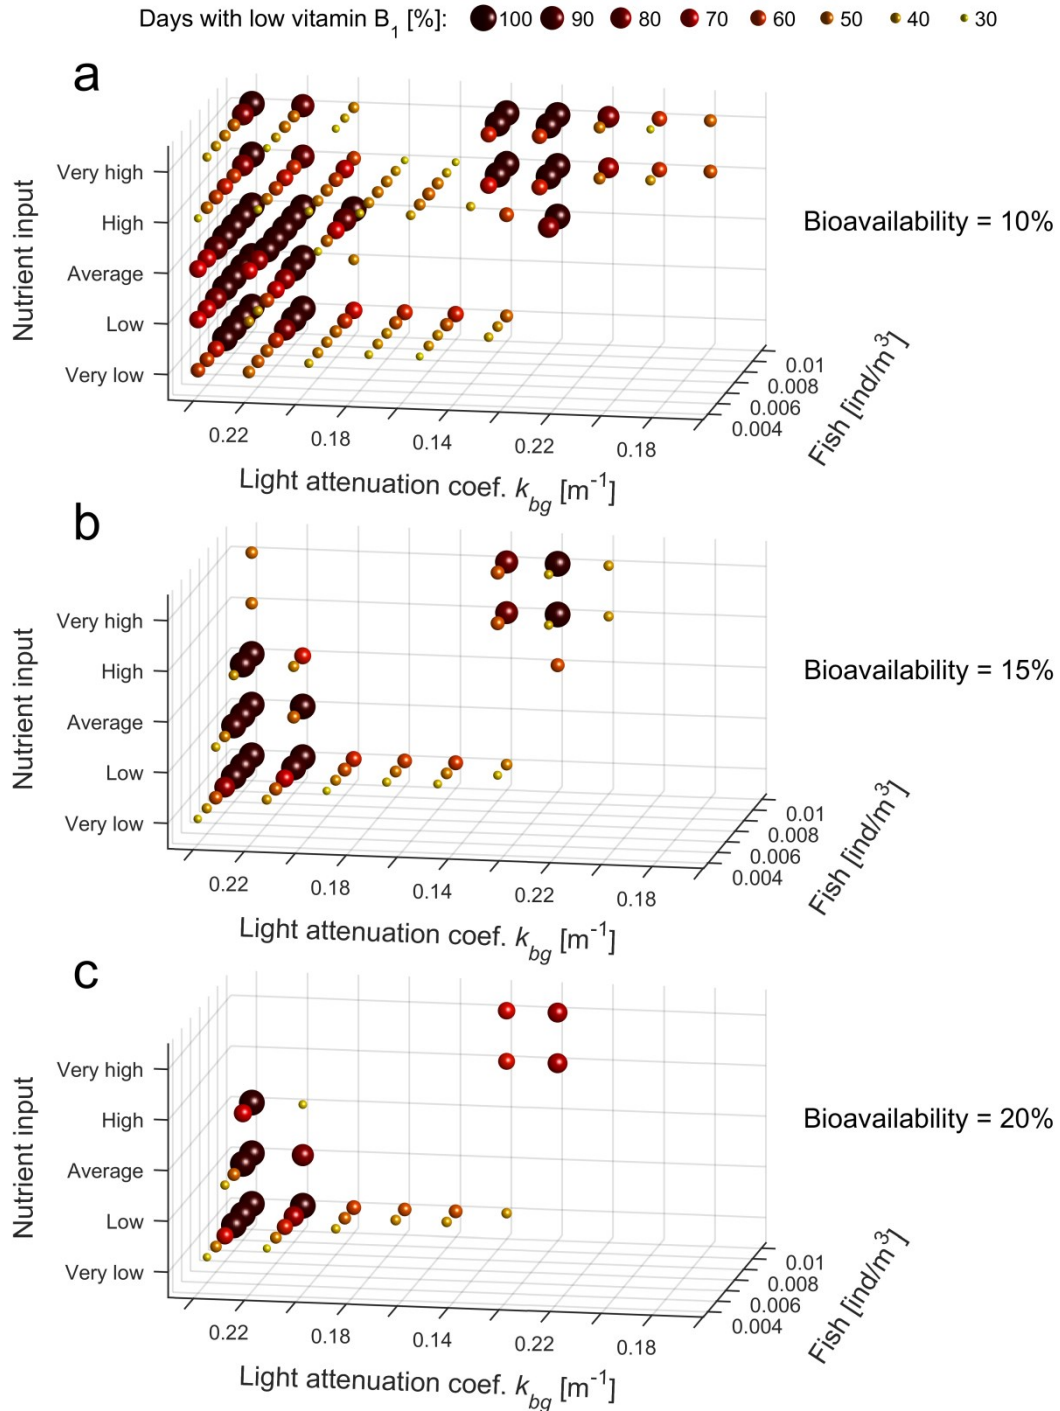 Days with low vitamin B1 [%]: 100 90 80 70 60 50 40 30
a
Nutrient input
Very high
High
Average
Low
Very low
Bioavailability = 10%
0.01
0.008
0.006
0.004
Fish [ind/m³]
0.22 0.18 0.14 0.22 0.18
Light attenuation coef. kbg [m⁻¹]
b
Nutrient input
Very high
High
Average
Low
Very low
Bioavailability = 15%
0.01
0.008
0.006
0.004
Fish [ind/m³]
0.22 0.18 0.14 0.22 0.18
Light attenuation coef. kbg [m⁻¹]
c
Nutrient input
Very high
High
Average
Low
Very low
Bioavailability = 20%
0.01
0.008
0.006
0.004
Fish [ind/m³]
0.22 0.18 0.14 0.22 0.18
Light attenuation coef. kbg [m⁻¹]